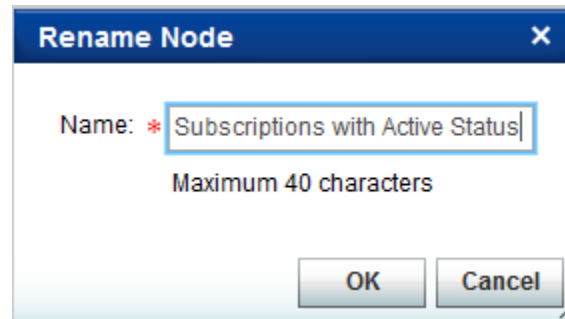 Rename Node ×
Name: * Subscriptions with Active Status
Maximum 40 characters
OK Cancel